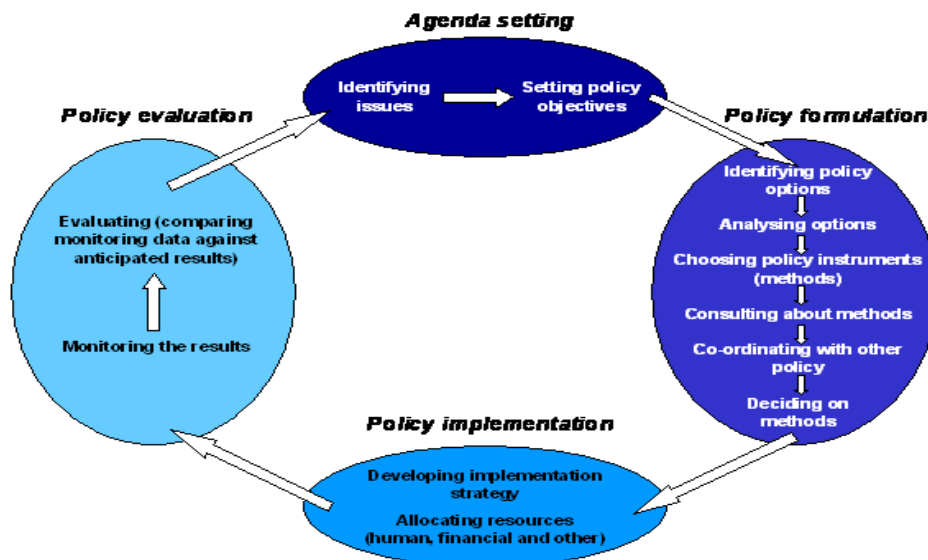 Agenda setting
Identifying
issues
Setting policy
objectives
Policy evaluation
Policy formulation
Identifying policy
options
Analysing options
Choosing policy instruments
(methods)
Consulting about methods
Co-ordinating with other
policy
Deciding on
methods
Evaluating (comparing
monitoring data against
anticipated results)
Monitoring the results
Policy implementation
Developing implementation
strategy
Allocating resources
(human, financial and other)